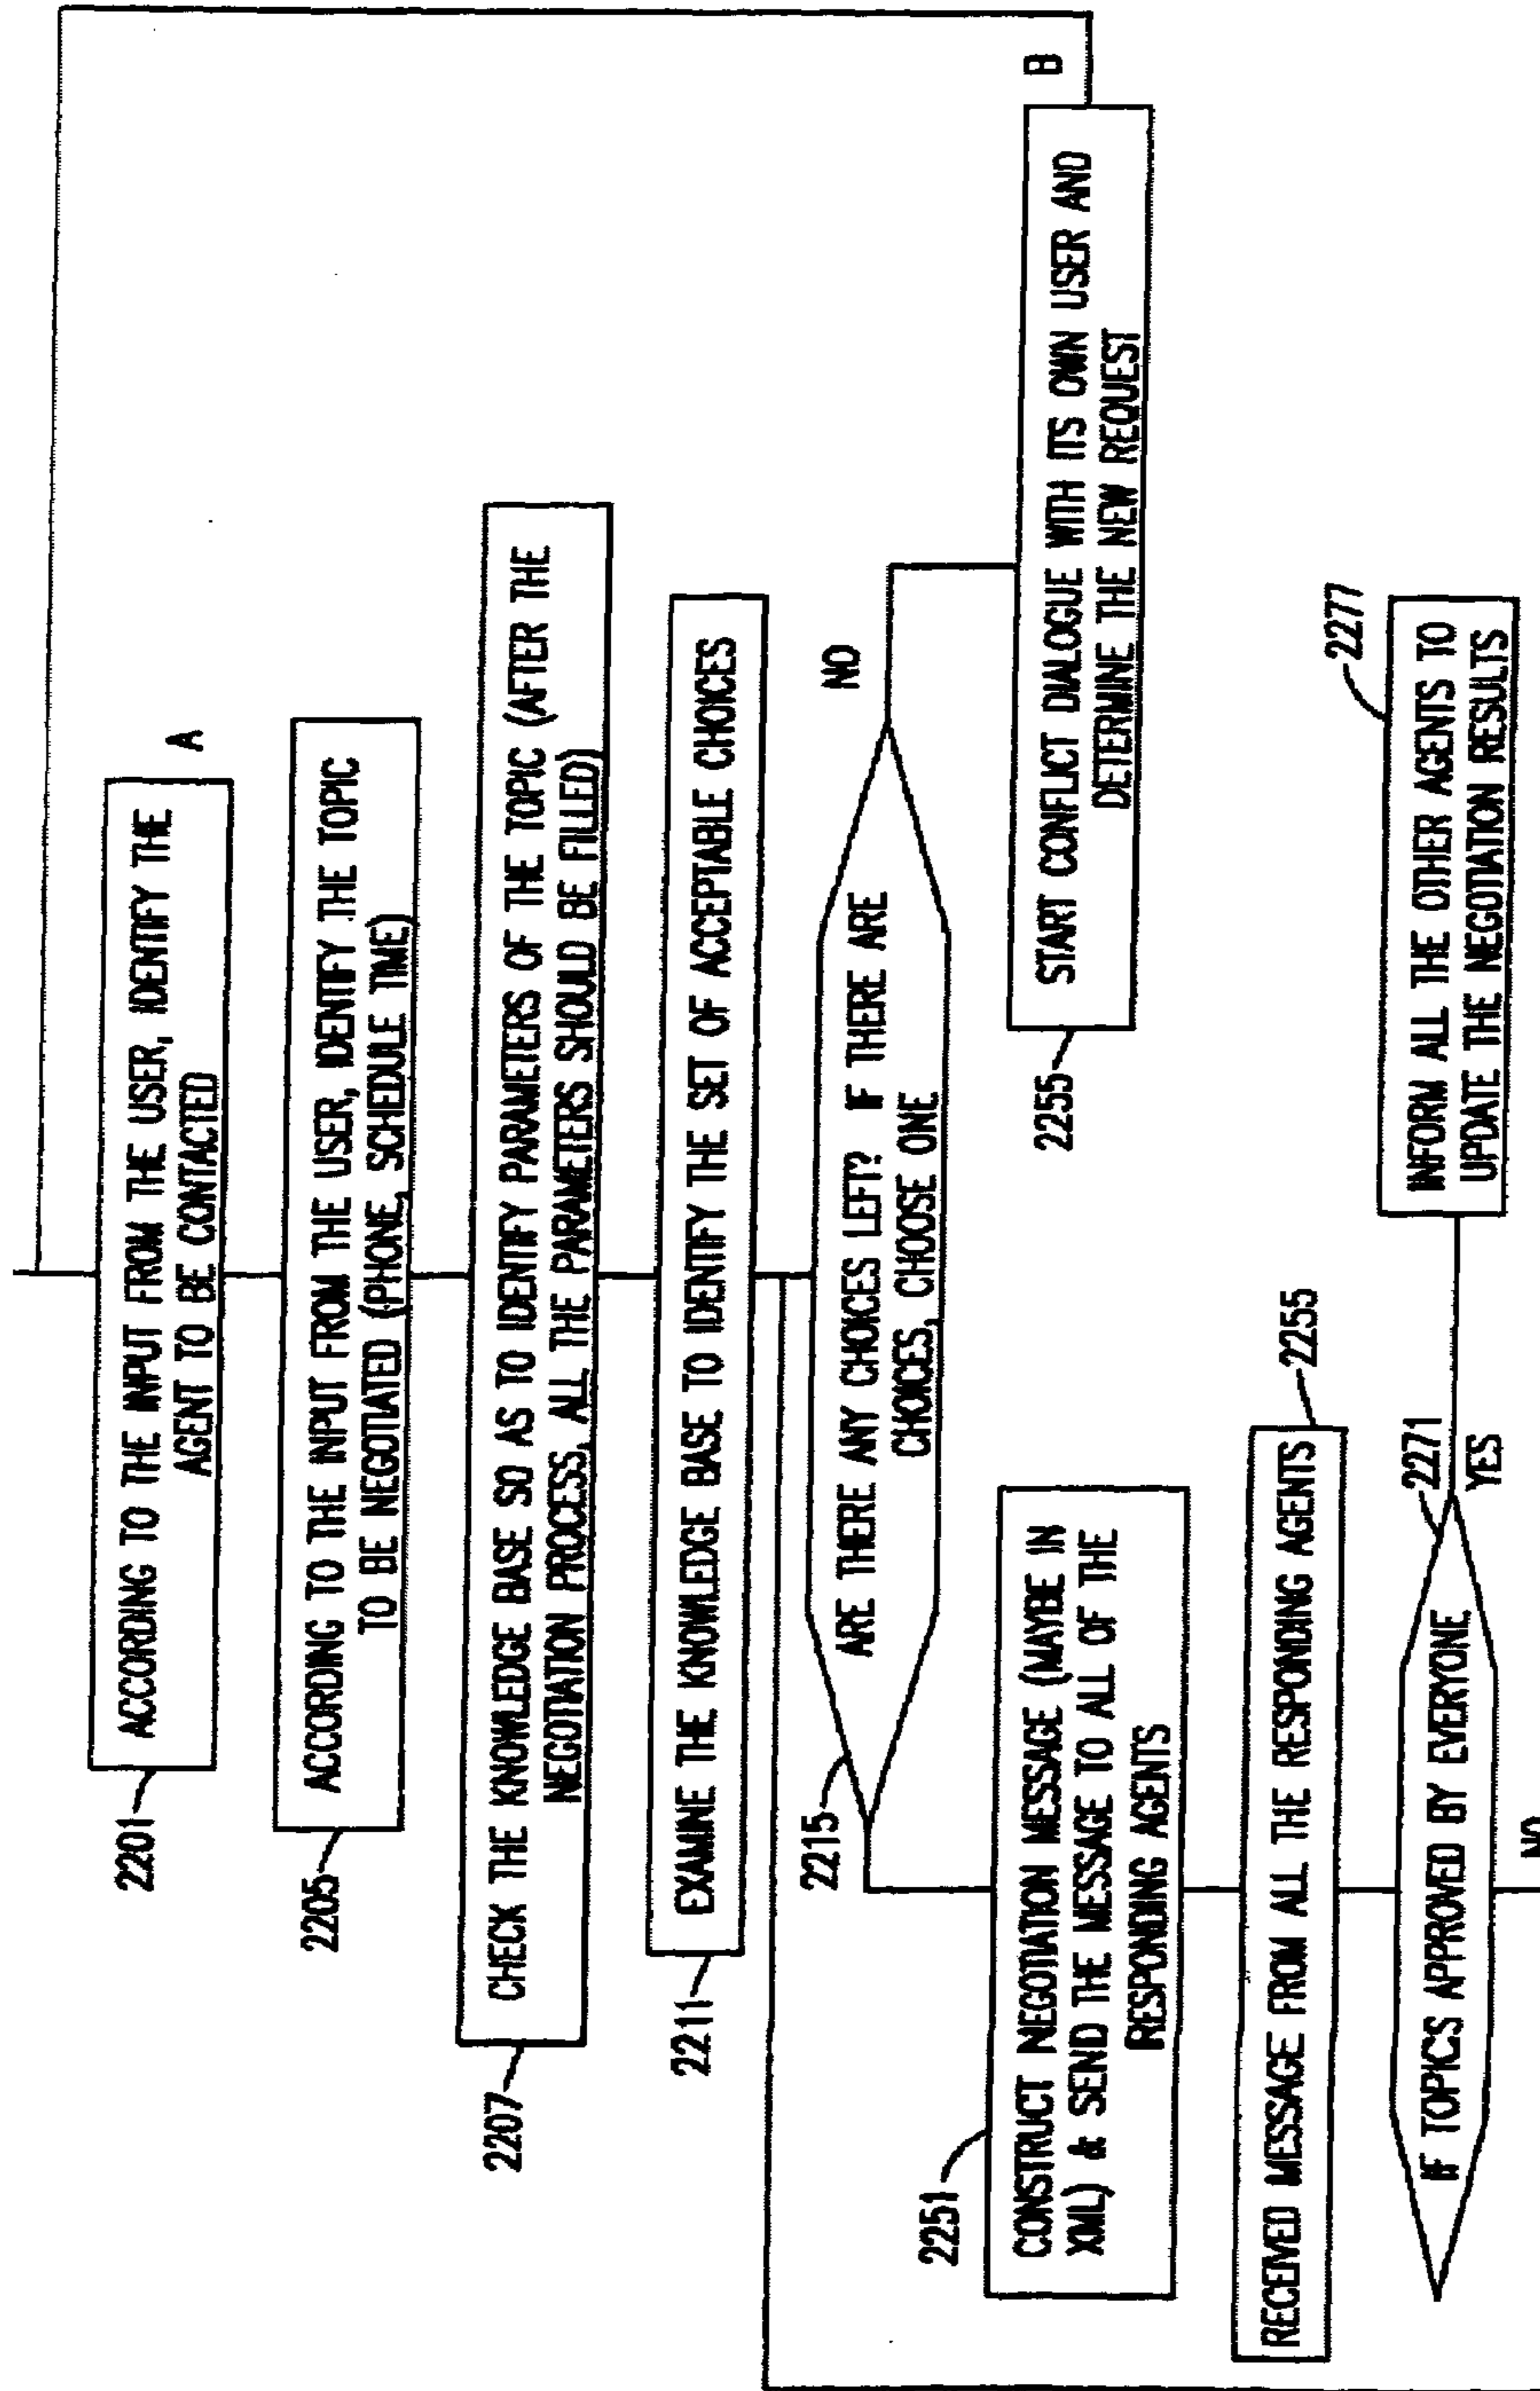 2201
ACCORDING TO THE INPUT FROM THE USER, IDENTIFY THE
AGENT TO BE CONTACTED
A
2205
ACCORDING TO THE INPUT FROM THE USER, IDENTIFY THE TOPIC
TO BE NEGOTIATED (PHONE, SCHEDULE TIME)
2207
CHECK THE KNOWLEDGE BASE SO AS TO IDENTIFY PARAMETERS OF THE TOPIC (AFTER THE
NEGOTIATION PROCESS, ALL THE PARAMETERS SHOULD BE FILLED)
2211
EXAMINE THE KNOWLEDGE BASE TO IDENTIFY THE SET OF ACCEPTABLE CHOICES
2215
ARE THERE ANY CHOICES LEFT? IF THERE ARE
CHOICES, CHOOSE ONE
NO
2251
CONSTRUCT NEGOTIATION MESSAGE (MAYBE IN
XML) & SEND THE MESSAGE TO ALL OF THE
RESPONDING AGENTS
2255
START CONFLICT DIALOGUE WITH ITS OWN USER AND
DETERMINE THE NEW REQUEST
B
RECEIVED MESSAGE FROM ALL THE RESPONDING AGENTS
2255
IF TOPICS APPROVED BY EVERYONE
2271
YES
INFORM ALL THE OTHER AGENTS TO
UPDATE THE NEGOTIATION RESULTS
2277
NO